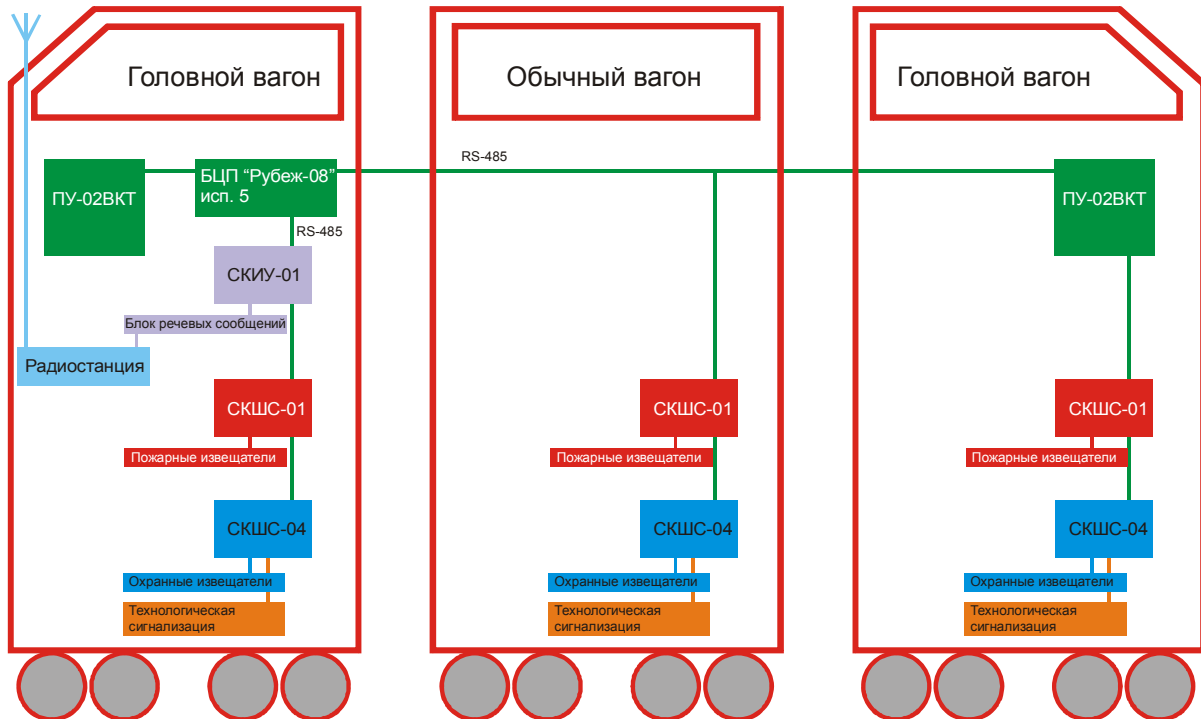 Головной вагон
Обычный вагон
Головной вагон
RS-485
ПУ-02ВКТ
БЦП “Рубеж-08”
исп. 5
ПУ-02ВКТ
RS-485
СКИУ-01
Блок речевых сообщений
Радиостанция
СКШС-01
СКШС-01
СКШС-01
Пожарные извещатели
Пожарные извещатели
Пожарные извещатели
СКШС-04
СКШС-04
СКШС-04
Охранные извещатели
Охранные извещатели
Охранные извещатели
Технологическая
сигнализация
Технологическая
сигнализация
Технологическая
сигнализация